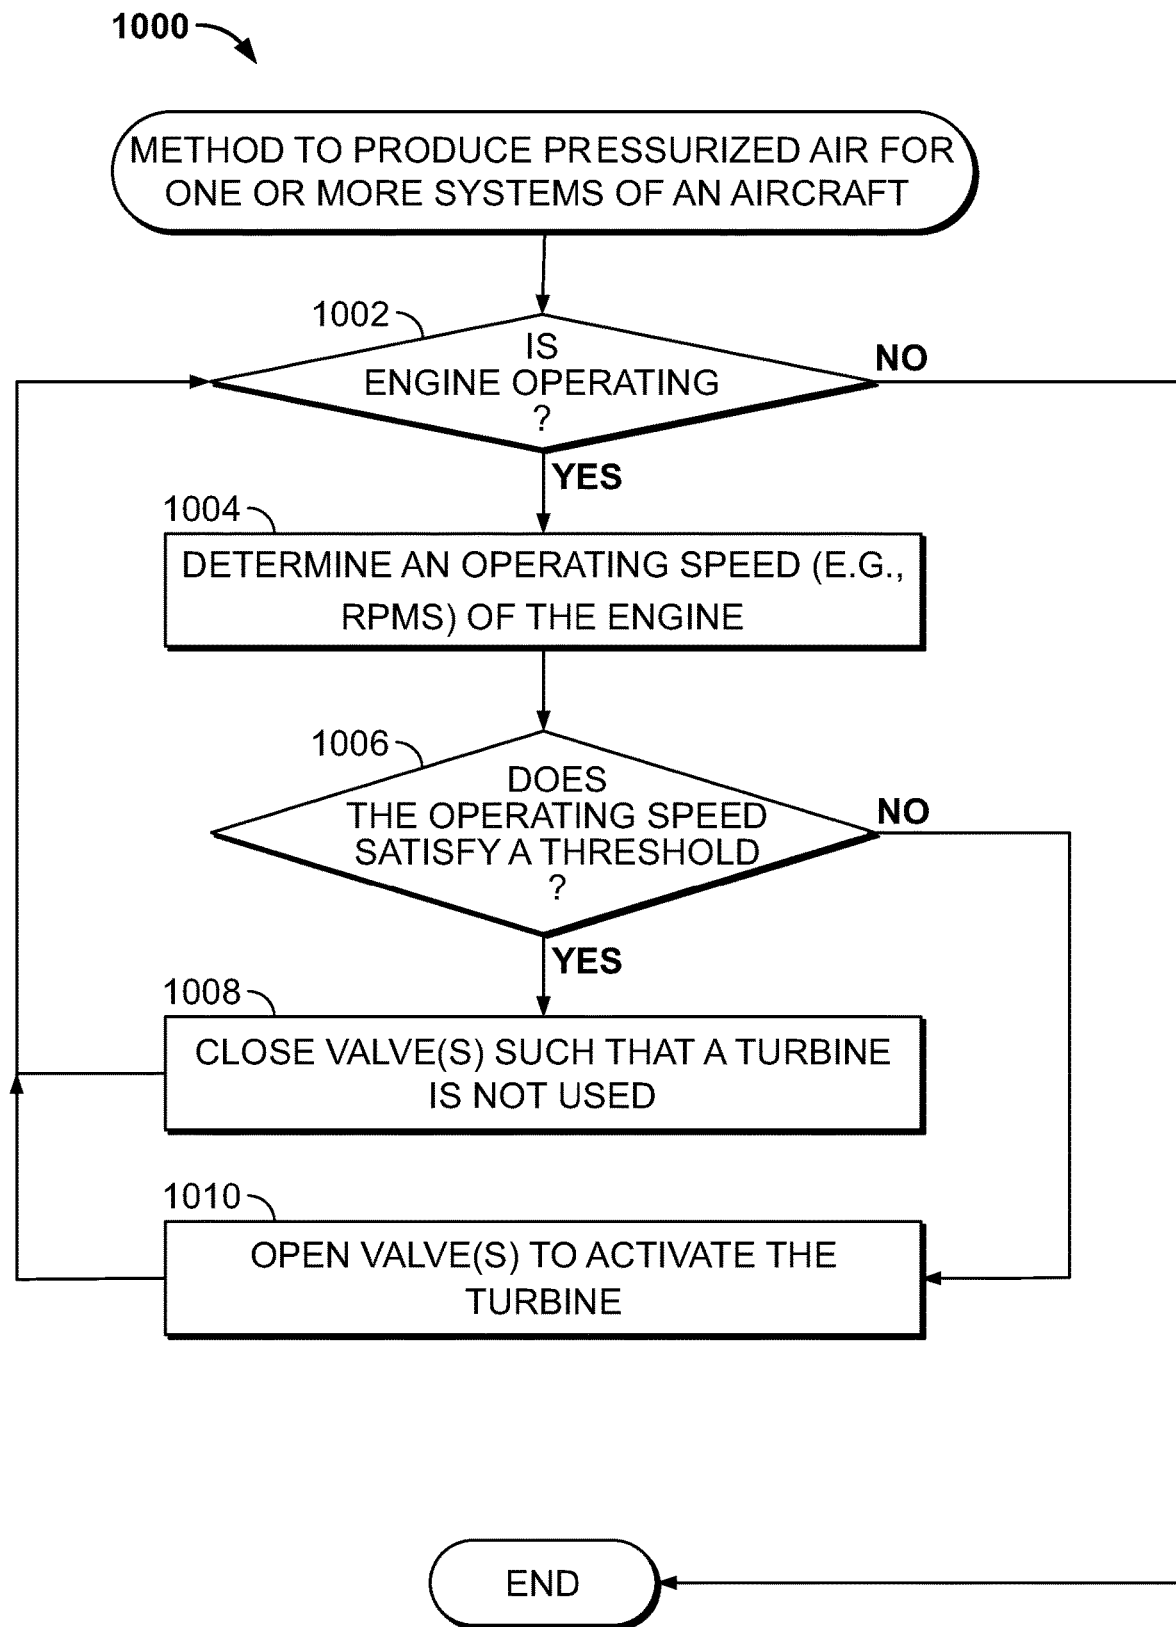 1000
METHOD TO PRODUCE PRESSURIZED AIR FOR
ONE OR MORE SYSTEMS OF AN AIRCRAFT
1002
IS
ENGINE OPERATING
?
NO
YES
1004
DETERMINE AN OPERATING SPEED (E.G.,
RPMS) OF THE ENGINE
1006
DOES
THE OPERATING SPEED
SATISFY A THRESHOLD
?
NO
YES
1008
CLOSE VALVE(S) SUCH THAT A TURBINE
IS NOT USED
1010
OPEN VALVE(S) TO ACTIVATE THE
TURBINE
END